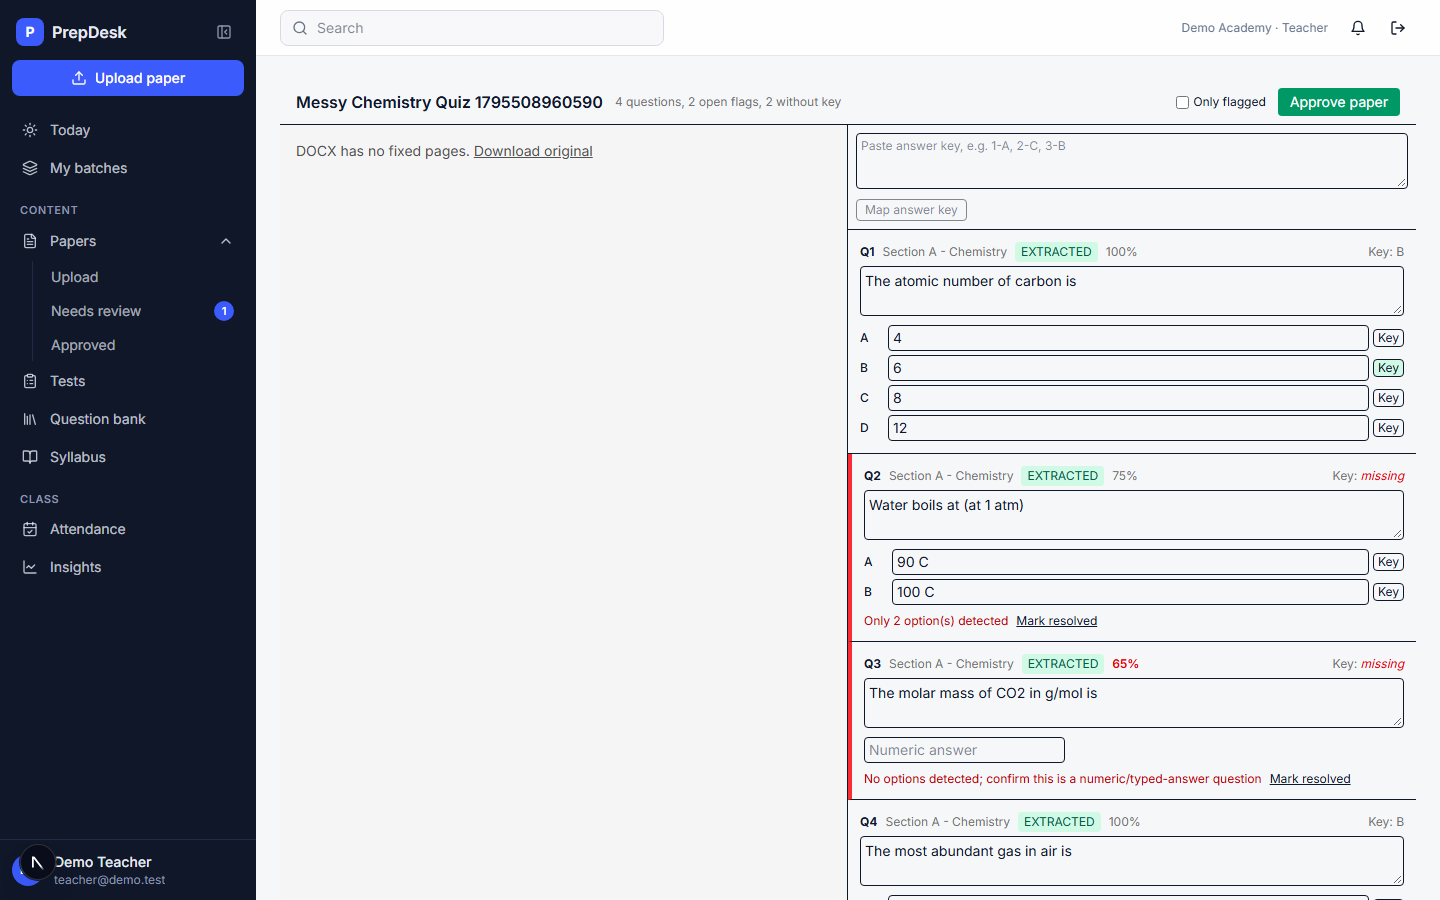 P PrepDesk
Upload paper
Today
My batches
CONTENT
Papers
Upload
Needs review 1
Approved
Tests
Question bank
Syllabus
CLASS
Attendance
Insights
Demo Teacher
teacher@demo.test
Search
Demo Academy · Teacher
Messy Chemistry Quiz 1795508960590 4 questions, 2 open flags, 2 without key
Only flagged Approve paper
DOCX has no fixed pages. Download original
Paste answer key, e.g. 1-A, 2-C, 3-B
Map answer key
Q1 Section A - Chemistry EXTRACTED 100% Key: B
The atomic number of carbon is
A 4 Key
B 6 Key
C 8 Key
D 12 Key
Q2 Section A - Chemistry EXTRACTED 75% Key: missing
Water boils at (at 1 atm)
A 90 C Key
B 100 C Key
Only 2 option(s) detected Mark resolved
Q3 Section A - Chemistry EXTRACTED 65% Key: missing
The molar mass of CO2 in g/mol is
Numeric answer
No options detected; confirm this is a numeric/typed-answer question Mark resolved
Q4 Section A - Chemistry EXTRACTED 100% Key: B
The most abundant gas in air is